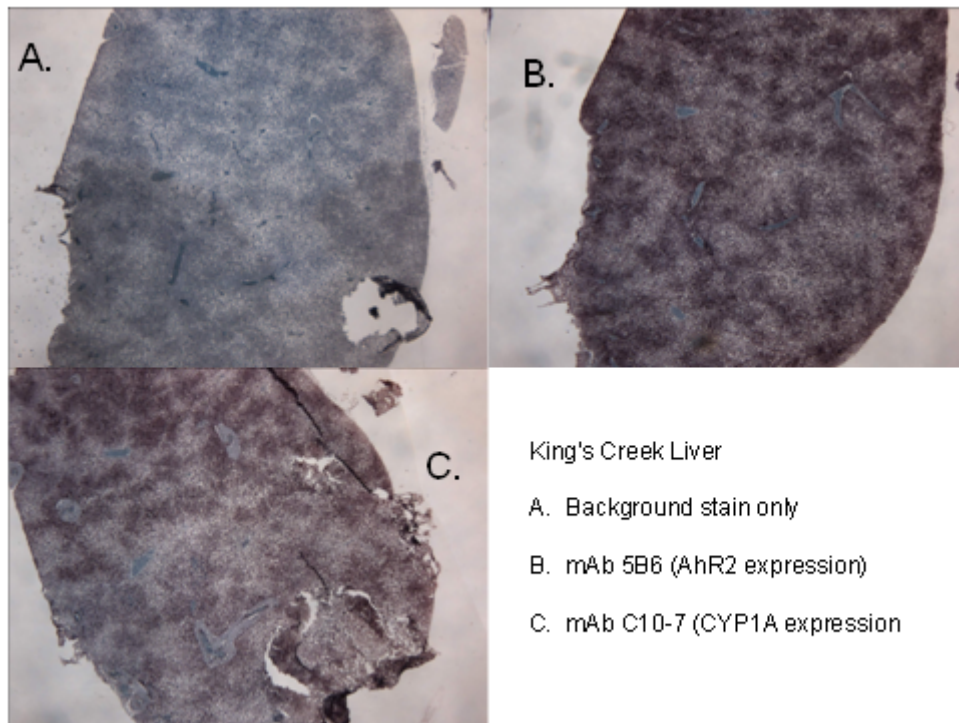 A.
B.
C.
King's Creek Liver
A. Background stain only
B. mAb 5B6 (AhR2 expression)
C. mAb C10-7 (CYP1A expression